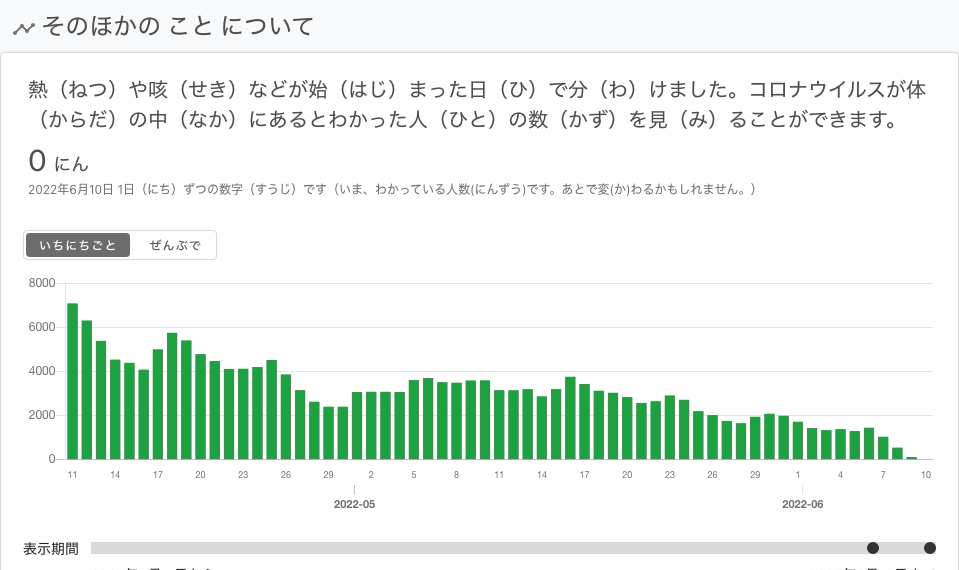 そのほかの こと について
熱（ねつ）や咳（せき）などが始（はじ）まった日（ひ）で分（わ）けました。コロナウイルスが体
（からだ）の中（なか）にあるとわかった人（ひと）の数（かず）を見（み）ることができます。
0 にん
2022年6月10日 1日（にち）ずつの数字（すうじ）です（いま、わかっている人数(にんずう)です。あとで変(か)わるかもしれません。）
いちにちごと ぜんぶで
8000
6000
4000
2000
0
11 14 17 20 23 26 29 2 5 8 11 14 17 20 23 26 29 1 4 7 10
2022-05 2022-06
表示期間